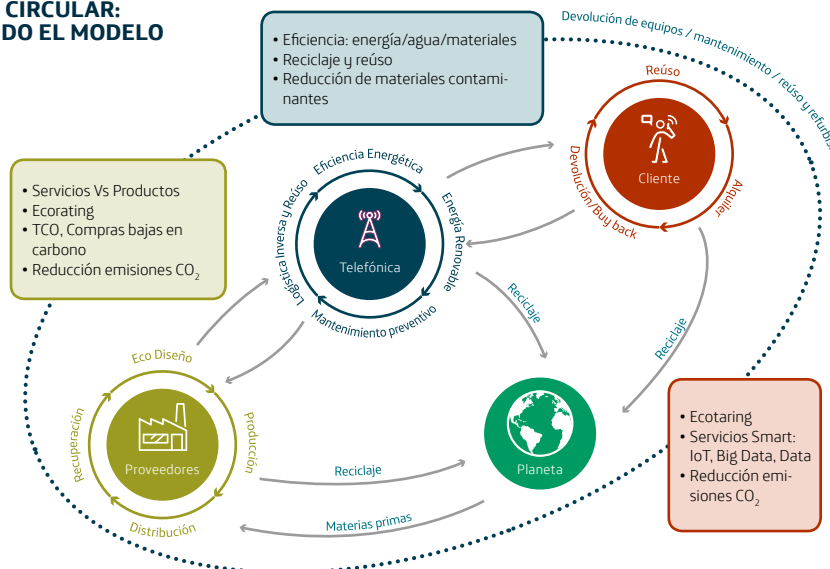 CIRCULAR:
DO EL MODELO
• Eficiencia: energía/agua/materiales
• Reciclaje y reúso
• Reducción de materiales contami-
nantes
Devolución de equipos / mantenimiento / reúso y refurbis
• Servicios Vs Productos
• Ecorating
• TCO, Compras bajas en
carbono
• Reducción emisiones CO₂
Reúso
Alquiler
Devolución/Buy back
Cliente
Eficiencia Energética
Energía Renovable
Mantenimiento preventivo
Logística Inversa y Reúso
Telefónica
Reciclaje
Reciclaje
Eco Diseño
Producción
Distribución
Recuperación
Proveedores
Reciclaje
Materias primas
Planeta
• Ecotaring
• Servicios Smart:
IoT, Big Data, Data
• Reducción emi-
siones CO₂